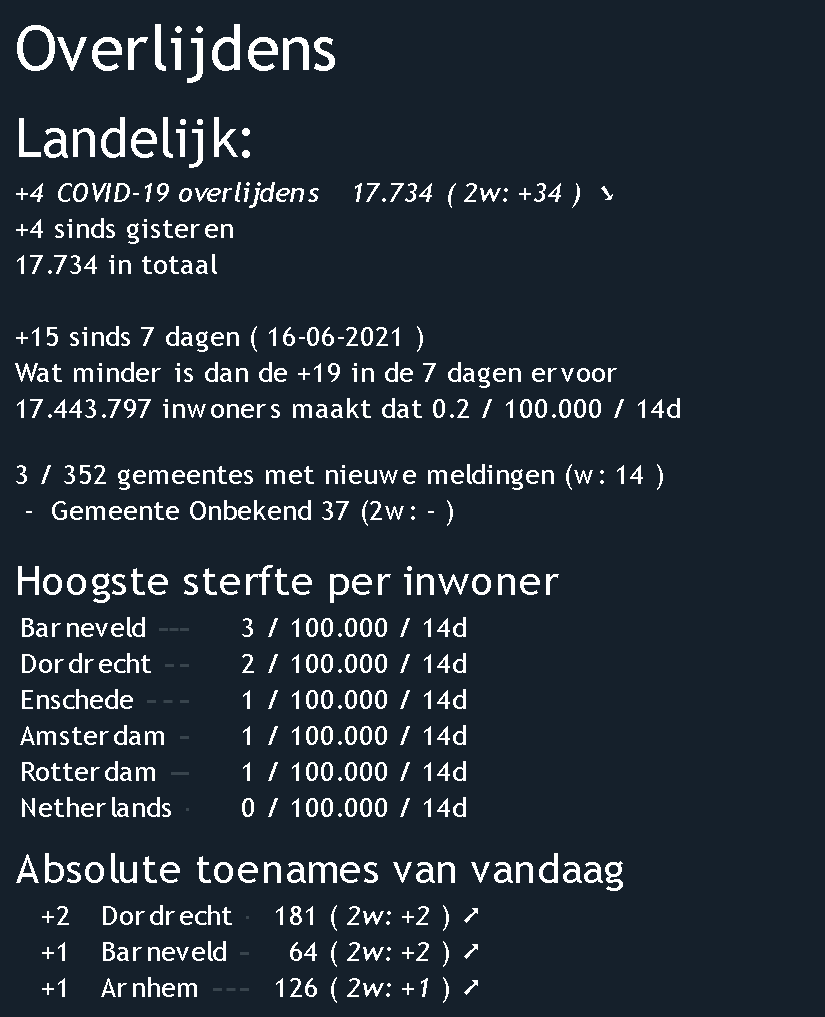 Overlijdens
Landelijk:
+4 COVID-19 overlijdens 17.734 ( 2w: +34 ) ➘
+4 sinds gisteren
17.734 in totaal
+15 sinds 7 dagen ( 16-06-2021 )
Wat minder is dan de +19 in de 7 dagen ervoor
17.443.797 inwoners maakt dat 0.2 / 100.000 / 14d
3 / 352 gemeentes met nieuwe meldingen (w: 14 )
- Gemeente Onbekend 37 (2w: - )
Hoogste sterfte per inwoner
Barneveld --- 3 / 100.000 / 14d
Dordrecht -- 2 / 100.000 / 14d
Enschede --- 1 / 100.000 / 14d
Amsterdam - 1 / 100.000 / 14d
Rotterdam -- 1 / 100.000 / 14d
Netherlands · 0 / 100.000 / 14d
Absolute toenames van vandaag
+2 Dordrecht · 181 ( 2w: +2 ) ➚
+1 Barneveld - 64 ( 2w: +2 ) ➚
+1 Arnhem --- 126 ( 2w: +1 ) ➚